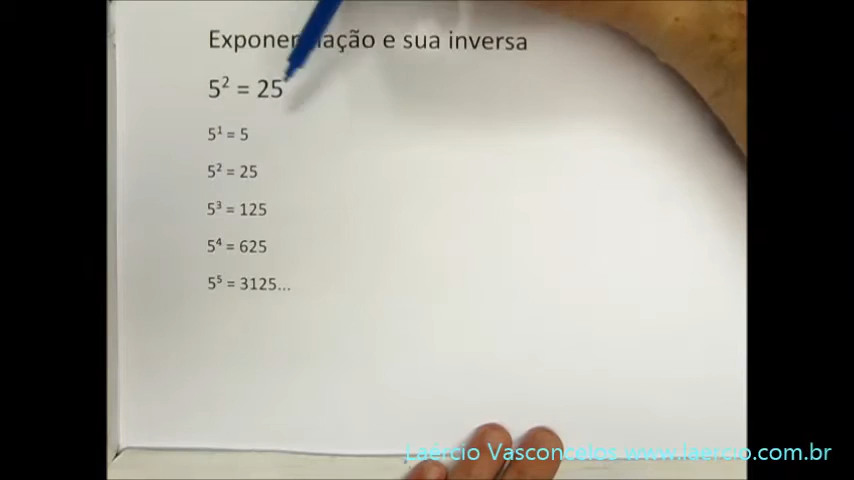 Exponenciação e sua inversa
5² = 25
5¹ = 5
5² = 25
5³ = 125
5⁴ = 625
5⁵ = 3125...
Laércio Vasconcelos www.laercio.com.br